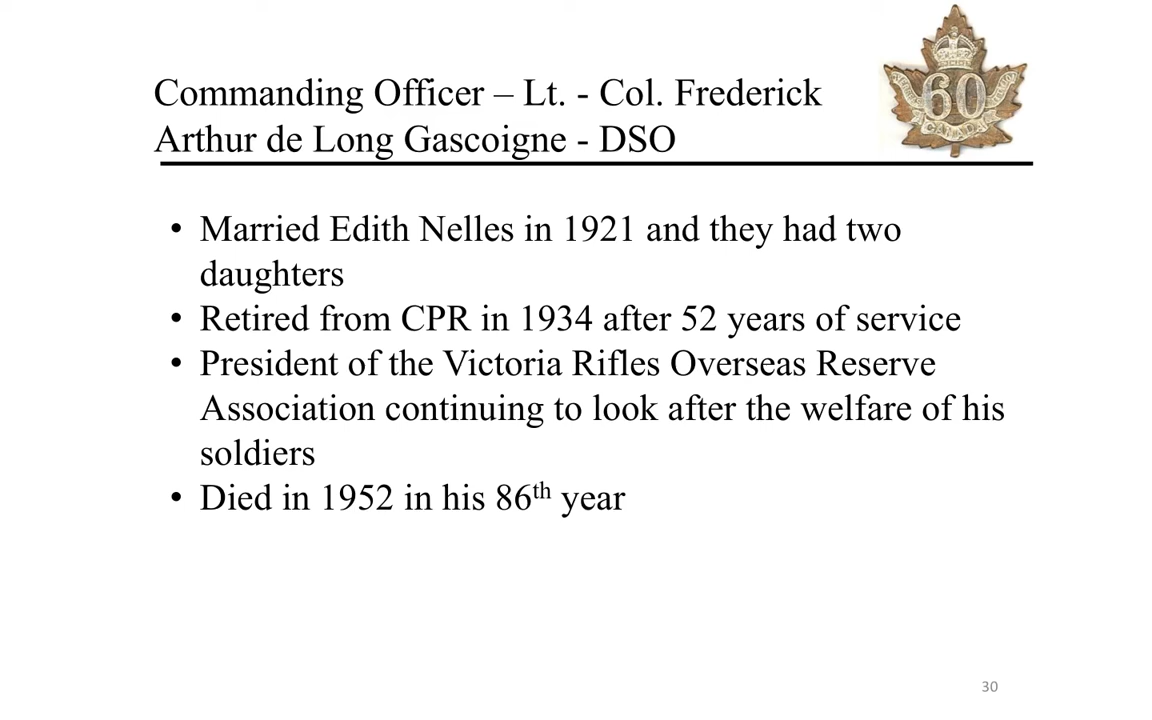 Commanding Officer – Lt. - Col. Frederick
Arthur de Long Gascoigne - DSO
60
CANADA
• Married Edith Nelles in 1921 and they had two
daughters
• Retired from CPR in 1934 after 52 years of service
• President of the Victoria Rifles Overseas Reserve
Association continuing to look after the welfare of his
soldiers
• Died in 1952 in his 86th year
30